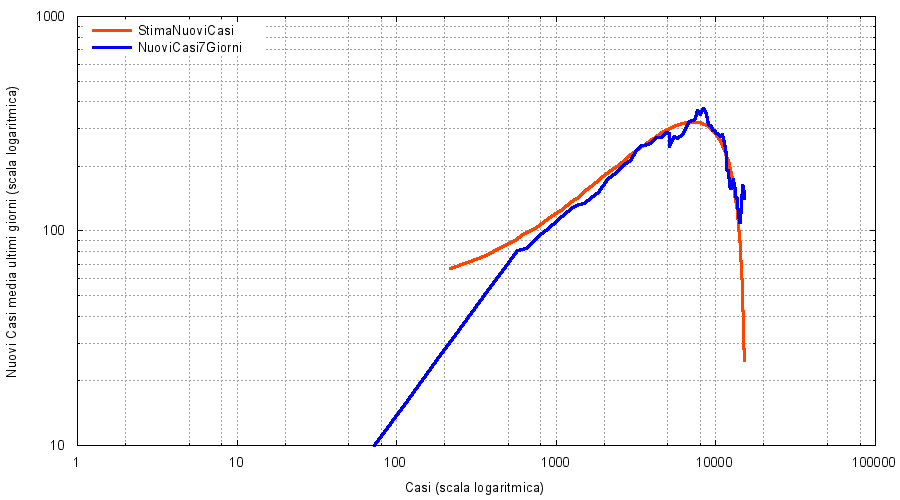 1000
StimaNuoviCasi
NuoviCasi7Giorni
Nuovi Casi media ultimi giorni (scala logaritmica)
100
10
1
10
100
1000
10000
100000
Casi (scala logaritmica)